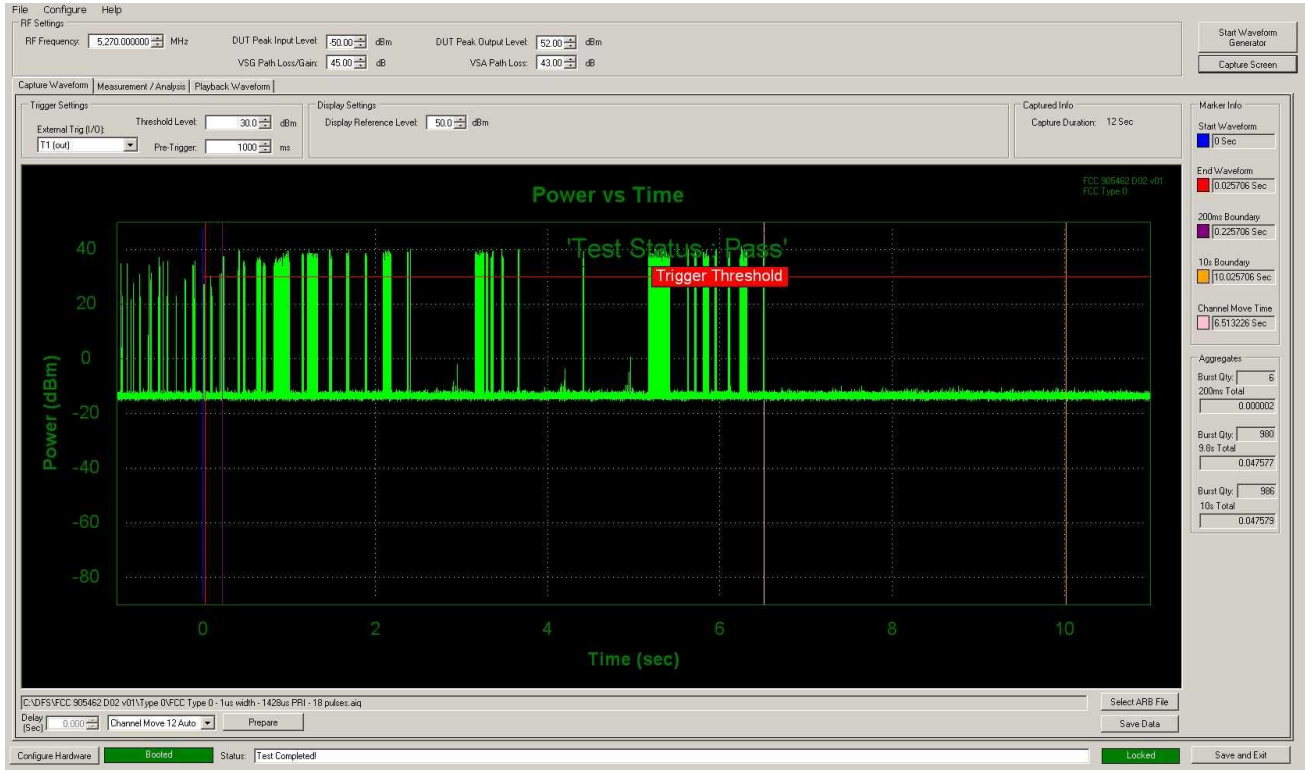 File Configure Help
RF Settings
RF Frequency: 5,270.000000 MHz DUT Peak Input Level: -50.00 dBm DUT Peak Output Level: 52.00 dBm
VSG Path Loss/Gain: 45.00 dB VSA Path Loss: 43.00 dB
Start Waveform
Generator
Capture Screen
Capture Waveform Measurement / Analysis Playback Waveform
Trigger Settings
External Trig (I/O):
T1 (out)
Threshold Level: 30.0 dBm
Pre-Trigger: 1000 ms
Display Settings
Display Reference Level: 50.0 dBm
Captured Info
Capture Duration: 12 Sec
Marker Info
Start Waveform
0 Sec
End Waveform
0.025706 Sec
200ms Boundary
0.225706 Sec
10s Boundary
10.025706 Sec
Channel Move Time
6.513226 Sec
Aggregates
Burst Qty: 6
200ms Total
0.000002
Burst Qty: 980
9.8s Total
0.047577
Burst Qty: 986
10s Total
0.047579
Power vs Time
FCC 905462 D02 v01
FCC Type 0
'Test Status : Pass'
Trigger Threshold
Power (dBm)
40
20
0
-20
-40
-60
-80
0 2 4 6 8 10
Time (sec)
C:\DFS\FCC 905462 D02 v01\Type 0\FCC Type 0 - 1us width - 1428us PRI - 18 pulses.aiq
Select ARB File
Delay
(Sec) 0.000 Channel Move 12 Auto Prepare
Save Data
Configure Hardware Booted Status: Test Completed! Locked Save and Exit